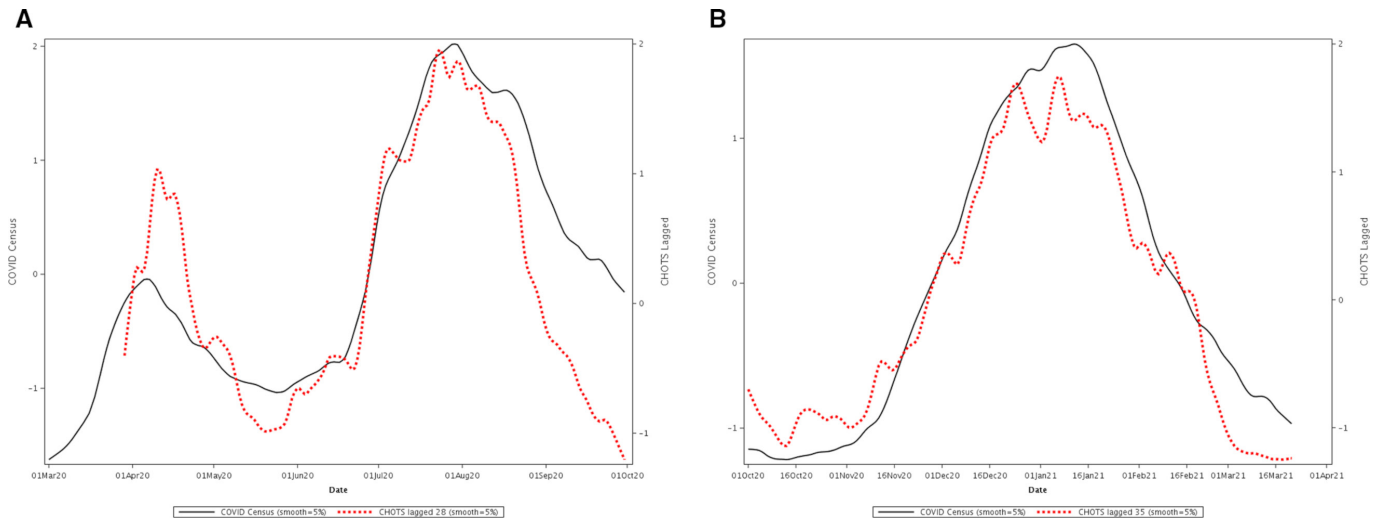 A
2
1
0
−1
COVID Census
2
1
0
−1
CHOTS Lagged
01Mar20 01Apr20 01May20 01Jun20 01Jul20 01Aug20 01Sep20 01Oct20
Date
COVID Census (smooth=5%) CHOTS lagged 28 (smooth=5%)
B
1
0
−1
COVID Census
2
1
0
−1
CHOTS Lagged
01Oct20 16Oct20 01Nov20 16Nov20 01Dec20 16Dec20 01Jan21 16Jan21 01Feb21 16Feb21 01Mar21 16Mar21 01Apr21
Date
COVID Census (smooth=5%) CHOTS lagged 35 (smooth=5%)